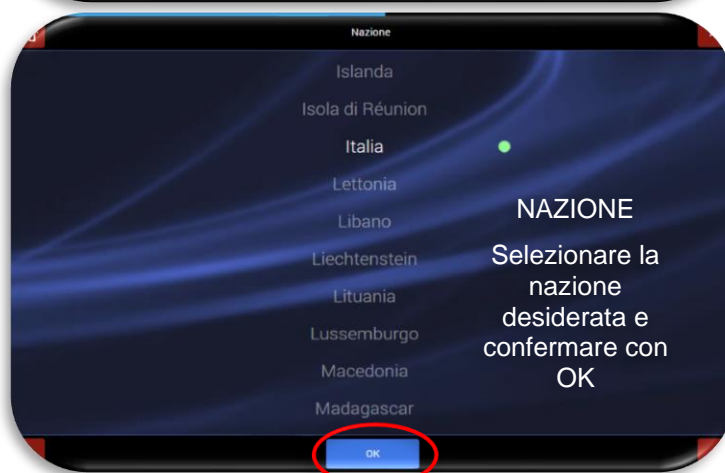 Nazione
Islanda
Isola di Réunion
Italia
Lettonia
Libano
Liechtenstein
Lituania
Lussemburgo
Macedonia
Madagascar
NAZIONE
Selezionare la
nazione
desiderata e
confermare con
OK
OK